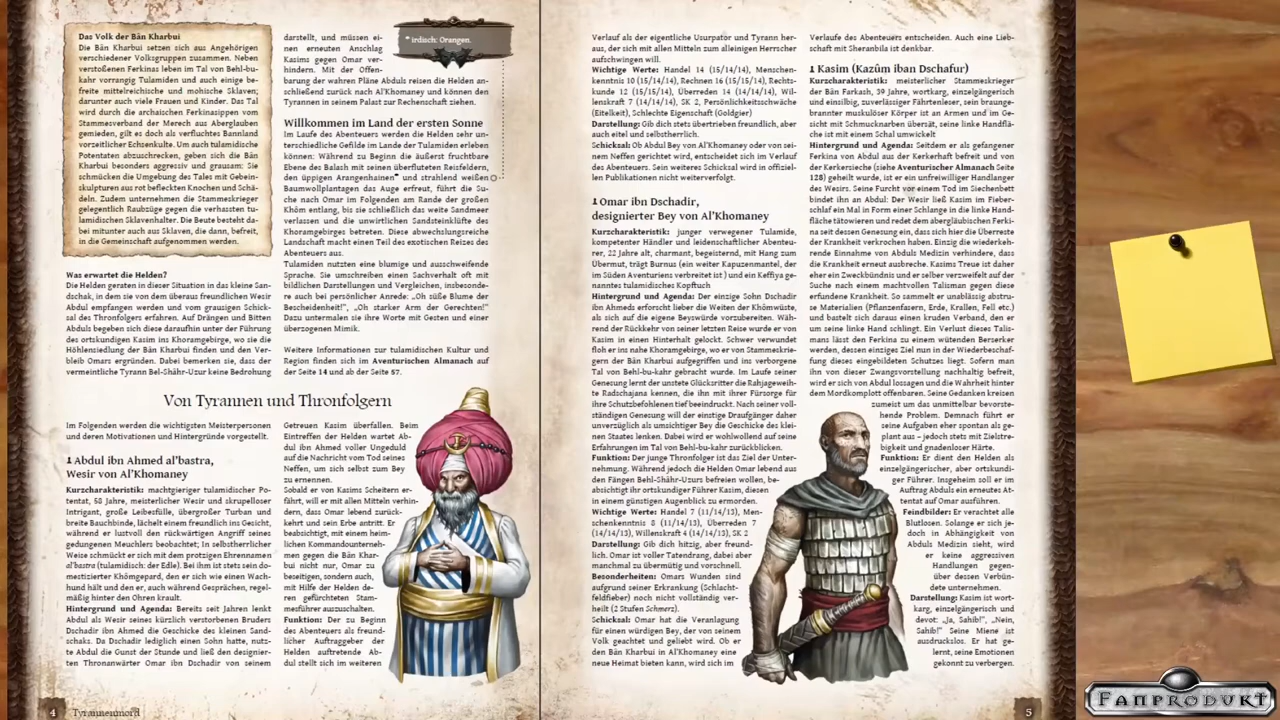 Das Volk der Bân Kharbui
Die Bân Kharbui setzen sich aus Angehörigen
verschiedener Volksgruppen zusammen. Neben
verstoßenen Ferkinas leben im Tal von Behl-bu-
kahr vorrangig Tulamiden und auch einige be-
freite mittelreichische und mohische Sklaven;
darunter auch viele Frauen und Kinder. Das Tal
wird durch die archaischen Ferkinasippen vom
Stammesverband der Merech aus Aberglauben
gemieden, gilt es doch als verfluchtes Bannland
vorzeitlicher Echsenkulte. Um auch tulamidische
Potentaten abzuschrecken, geben sich die Bân
Kharbui besonders aggressiv und grausam: Sie
schmücken die Umgebung des Tales mit Gebein-
skulpturen aus rot befleckten Knochen und Schä-
deln. Zudem unternehmen die Stammeskrieger
gelegentlich Raubzüge gegen die verhassten tu-
lamidischen Sklavenhalter. Die Beute besteht da-
bei mitunter auch aus Sklaven, die dann, befreit,
in die Gemeinschaft aufgenommen werden.
Was erwartet die Helden?
Die Helden geraten in dieser Situation in das kleine San-
dschak, in dem sie von dem überaus freundlichen Wesir
Abdul empfangen werden und vom grausigen Schick-
sal des Thronfolgers erfahren. Auf Drängen und Bitten
Abduls begeben sich diese daraufhin unter der Führung
des ortskundigen Kasim ins Khoramgebirge, wo sie die
Höhlensiedlung der Bân Kharbui finden und den Ver-
bleib Omars ergründen. Dabei bemerken sie, dass der
vermeintliche Tyrann Bel-Shâhr-Uzur keine Bedrohung
darstellt, und müssen ei-
nen erneuten Anschlag
Kasims gegen Omar ver-
hindern. Mit der Offen-
barung der wahren Pläne Abduls reisen die Helden an-
schließend zurück nach Al'Khomaney und können den
Tyrannen in seinem Palast zur Rechenschaft ziehen.
* irdisch: Orangen.
Willkommen im Land der ersten Sonne
Im Laufe des Abenteuers werden die Helden sehr un-
terschiedliche Gefilde im Lande der Tulamiden erleben
können: Während zu Beginn die äußerst fruchtbare
Ebene des Balash mit seinen überfluteten Reisfeldern,
den üppigen Arangenhainen* und strahlend weißen
Baumwollplantagen das Auge erfreut, führt die Su-
che nach Omar im Folgenden am Rande der großen
Khôm entlang, bis sie schließlich das weite Sandmeer
verlassen und die unwirtlichen Sandsteinklüfte des
Khoramgebirges betreten. Diese abwechslungsreiche
Landschaft macht einen Teil des exotischen Reizes des
Abenteuers aus.
Tulamiden nutzten eine blumige und ausschweifende
Sprache. Sie umschreiben einen Sachverhalt oft mit
bildlichen Darstellungen und Vergleichen, insbesonde-
re auch bei persönlicher Anrede: „Oh süße Blume der
Bescheidenheit!", „Oh starker Arm der Gerechten!"
Dazu untermalen sie ihre Worte mit Gesten und einer
überzogenen Mimik.
Weitere Informationen zur tulamidischen Kultur und
Region finden sich im Aventurischen Almanach auf
der Seite 14 und ab der Seite 57.
Von Tyrannen und Thronfolgern
Im Folgenden werden die wichtigsten Meisterpersonen
und deren Motivationen und Hintergründe vorgestellt.
1 Abdul ibn Ahmed al'bastra,
Wesir von Al'Khomaney
Kurzcharakteristik: machtgieriger tulamidischer Po-
tentat, 58 Jahre, meisterlicher Wesir und skrupelloser
Intrigant, große Leibesfülle, übergroßer Turban und
breite Bauchbinde, lächelt einem freundlich ins Gesicht,
während er lustvoll den rückwärtigen Angriff seines
gedungenen Meuchlers beobachtet; In selbstherrlicher
Weise schmückt er sich mit dem protzigen Ehrennamen
al'bastra (tulamidisch: der Edle). Bei ihm ist stets sein do-
mestizierter Khômgepard, den er sich wie einen Wach-
hund hält und den er, auch während Gesprächen, regel-
mäßig hinter den Ohren krault.
Hintergrund und Agenda: Bereits seit Jahren lenkt
Abdul als Wesir seines kürzlich verstorbenen Bruders
Dschadir ibn Ahmed die Geschicke des kleinen Sand-
schaks. Da Dschadir lediglich einen Sohn hatte, nutz-
te Abdul die Gunst der Stunde und ließ den designier-
ten Thronanwärter Omar ibn Dschadir von seinem
Getreuen Kasim überfallen. Beim
Eintreffen der Helden wartet Ab-
dul ibn Ahmed voller Ungeduld
auf die Nachricht vom Tod seines
Neffen, um sich selbst zum Bey
zu ernennen.
Sobald er von Kasims Scheitern er-
fährt, will er mit allen Mitteln verhin-
dern, dass Omar lebend zurück-
kehrt und sein Erbe antritt. Er
beabsichtigt, mit einem heim-
lichen Kommandounterneh-
men gegen die Bân Khar-
bui nicht nur, Omar zu
beseitigen, sondern auch,
mit Hilfe der Helden de-
ren gefürchteten Stam-
mesführer auszuschalten.
Funktion: Der zu Beginn
des Abenteuers als freund-
licher Auftraggeber der
Helden auftretende Ab-
dul stellt sich im weiteren
4 Tyrannenmord
Verlauf als der eigentliche Usurpator und Tyrann her-
aus, der sich mit allen Mitteln zum alleinigen Herrscher
aufschwingen will.
Wichtige Werte: Handel 14 (15/14/14), Menschen-
kenntnis 10 (15/14/14), Rechnen 16 (15/15/14), Rechts-
kunde 12 (15/15/14), Überreden 14 (14/14/14), Wil-
lenskraft 7 (14/14/14), SK 2, Persönlichkeitsschwäche
(Eitelkeit), Schlechte Eigenschaft (Goldgier)
Darstellung: Gib dich stets übertrieben freundlich, aber
auch eitel und selbstherrlich.
Schicksal: Ob Abdul Bey von Al'Khomaney oder von sei-
nem Neffen gerichtet wird, entscheidet sich im Verlauf
des Abenteuers. Sein weiteres Schicksal wird in offiziel-
len Publikationen nicht weiterverfolgt.
1 Omar ibn Dschadir,
designierter Bey von Al'Khomaney
Kurzcharakteristik: junger verwegener Tulamide,
kompetenter Händler und leidenschaftlicher Abenteu-
rer, 22 Jahre alt, charmant, begeisternd, mit Hang zum
Übermut, trägt Burnus (ein weiter Kapuzenmantel, der
im Süden Aventuriens verbreitet ist) und ein Keffiya ge-
nanntes tulamidisches Kopftuch
Hintergrund und Agenda: Der einzige Sohn Dschadir
ibn Ahmeds erforscht lieber die Weiten der Khômwüste,
als sich auf die eigene Beyswürde vorzubereiten. Wäh-
rend der Rückkehr von seiner letzten Reise wurde er von
Kasim in einen Hinterhalt gelockt. Schwer verwundet
floh er ins nahe Khoramgebirge, wo er von Stammeskrie-
gern der Bân Kharbui aufgegriffen und ins verborgene
Tal von Behl-bu-kahr gebracht wurde. Im Laufe seiner
Genesung lernt der unstete Glücksritter die Rahjageweih-
te Radschajana kennen, die ihn mit ihrer Fürsorge für
ihre Schutzbefohlenen tief beeindruckt. Nach seiner voll-
ständigen Genesung will der einstige Draufgänger daher
unverzüglich als umsichtiger Bey die Geschicke des klei-
nen Staates lenken. Dabei wird er wohlwollend auf seine
Erfahrungen im Tal von Behl-bu-kahr zurückblicken.
Funktion: Der junge Thronfolger ist das Ziel der Unter-
nehmung. Während jedoch die Helden Omar lebend aus
den Fängen Behl-Shâhr-Uzurs befreien wollen, be-
absichtigt ihr ortskundiger Führer Kasim, diesen
in einem günstigen Augenblick zu ermorden.
Wichtige Werte: Handel 7 (11/14/13), Men-
schenkenntnis 8 (11/14/13), Überreden 7
(14/14/13), Willenskraft 4 (14/14/13), SK 2
Darstellung: Gib dich hitzig, aber freund-
lich. Omar ist voller Tatendrang, dabei aber
manchmal zu übermütig und vorschnell.
Besonderheiten: Omars Wunden sind
aufgrund seiner Erkrankung (Schlacht-
feldfieber) noch nicht vollständig ver-
heilt (2 Stufen Schmerz).
Schicksal: Omar hat die Veranlagung
für einen würdigen Bey, der von seinem
Volk geachtet und geliebt wird. Ob er
den Bân Kharbui in Al'Khomaney eine
neue Heimat bieten kann, wird sich im
Verlaufe des Abenteuers entscheiden. Auch eine Lieb-
schaft mit Sheranbila ist denkbar.
1 Kasim (Kazûm iban Dschafur)
Kurzcharakteristik: meisterlicher Stammeskrieger
der Bân Farkash, 39 Jahre, wortkarg, einzelgängerisch
und einsilbig, zuverlässiger Fährtenleser, sein braunge-
brannter muskulöser Körper ist an Armen und im Ge-
sicht mit Schmucknarben übersät, seine linke Handflä-
che ist mit einem Schal umwickelt
Hintergrund und Agenda: Seitdem er als gefangener
Ferkina von Abdul aus der Kerkerhaft befreit und von
der Kerkersieche (siehe Aventurischer Almanach Seite
128) geheilt wurde, ist er ein unfreiwilliger Handlanger
des Wesirs. Seine Furcht vor einem Tod im Siechenbett
bindet ihn an Abdul: Der Wesir ließ Kasim im Fieber-
schlaf ein Mal in Form einer Schlange in die linke Hand-
fläche tätowieren und redet dem abergläubischen Ferki-
na seit dessen Genesung ein, dass sich hier die Überreste
der Krankheit verkrochen haben. Einzig die wiederkeh-
rende Einnahme von Abduls Medizin verhindere, dass
die Krankheit erneut ausbreche. Kasims Treue ist daher
eher ein Zweckbündnis und er selber verzweifelt auf der
Suche nach einem machtvollen Talisman gegen diese
erfundene Krankheit. So sammelt er unablässig abstru-
se Materialien (Pflanzenfasern, Erde, Krallen, Fell etc.)
und bastelt sich daraus einen kruden Verband, den er
um seine linke Hand schlingt. Ein Verlust dieses Talis-
mans lässt den Ferkina zu einem wütenden Berserker
werden, dessen einziges Ziel nun in der Wiederbeschaf-
fung dieses eingebildeten Schutzes liegt. Sofern man
ihn von dieser Zwangsvorstellung nachhaltig befreit,
wird er sich von Abdul lossagen und die Wahrheit hinter
dem Mordkomplott offenbaren. Seine Gedanken kreisen
zumeist um das unmittelbar bevorste-
hende Problem. Demnach führt er
seine Aufgaben eher spontan als ge-
plant aus – jedoch stets mit Zielstre-
bigkeit und gnadenloser Härte.
Funktion: Er dient den Helden als
einzelgängerischer, aber ortskundi-
ger Führer. Insgeheim soll er im
Auftrag Abduls ein erneutes At-
tentat auf Omar ausführen.
Feindbilder: Er verachtet alle
Blutlosen. Solange er sich je-
doch in Abhängigkeit von
Abduls Medizin sieht, wird
er keine aggressiven
Handlungen gegen-
über dessen Verbün-
dete unternehmen.
Darstellung: Kasim ist wort-
karg, einzelgängerisch und
devot: „Ja, Sahib!", „Nein,
Sahib!" Seine Miene ist
ausdruckslos. Er hat ge-
lernt, seine Emotionen
gekonnt zu verbergen.
5
FANPRODUKT